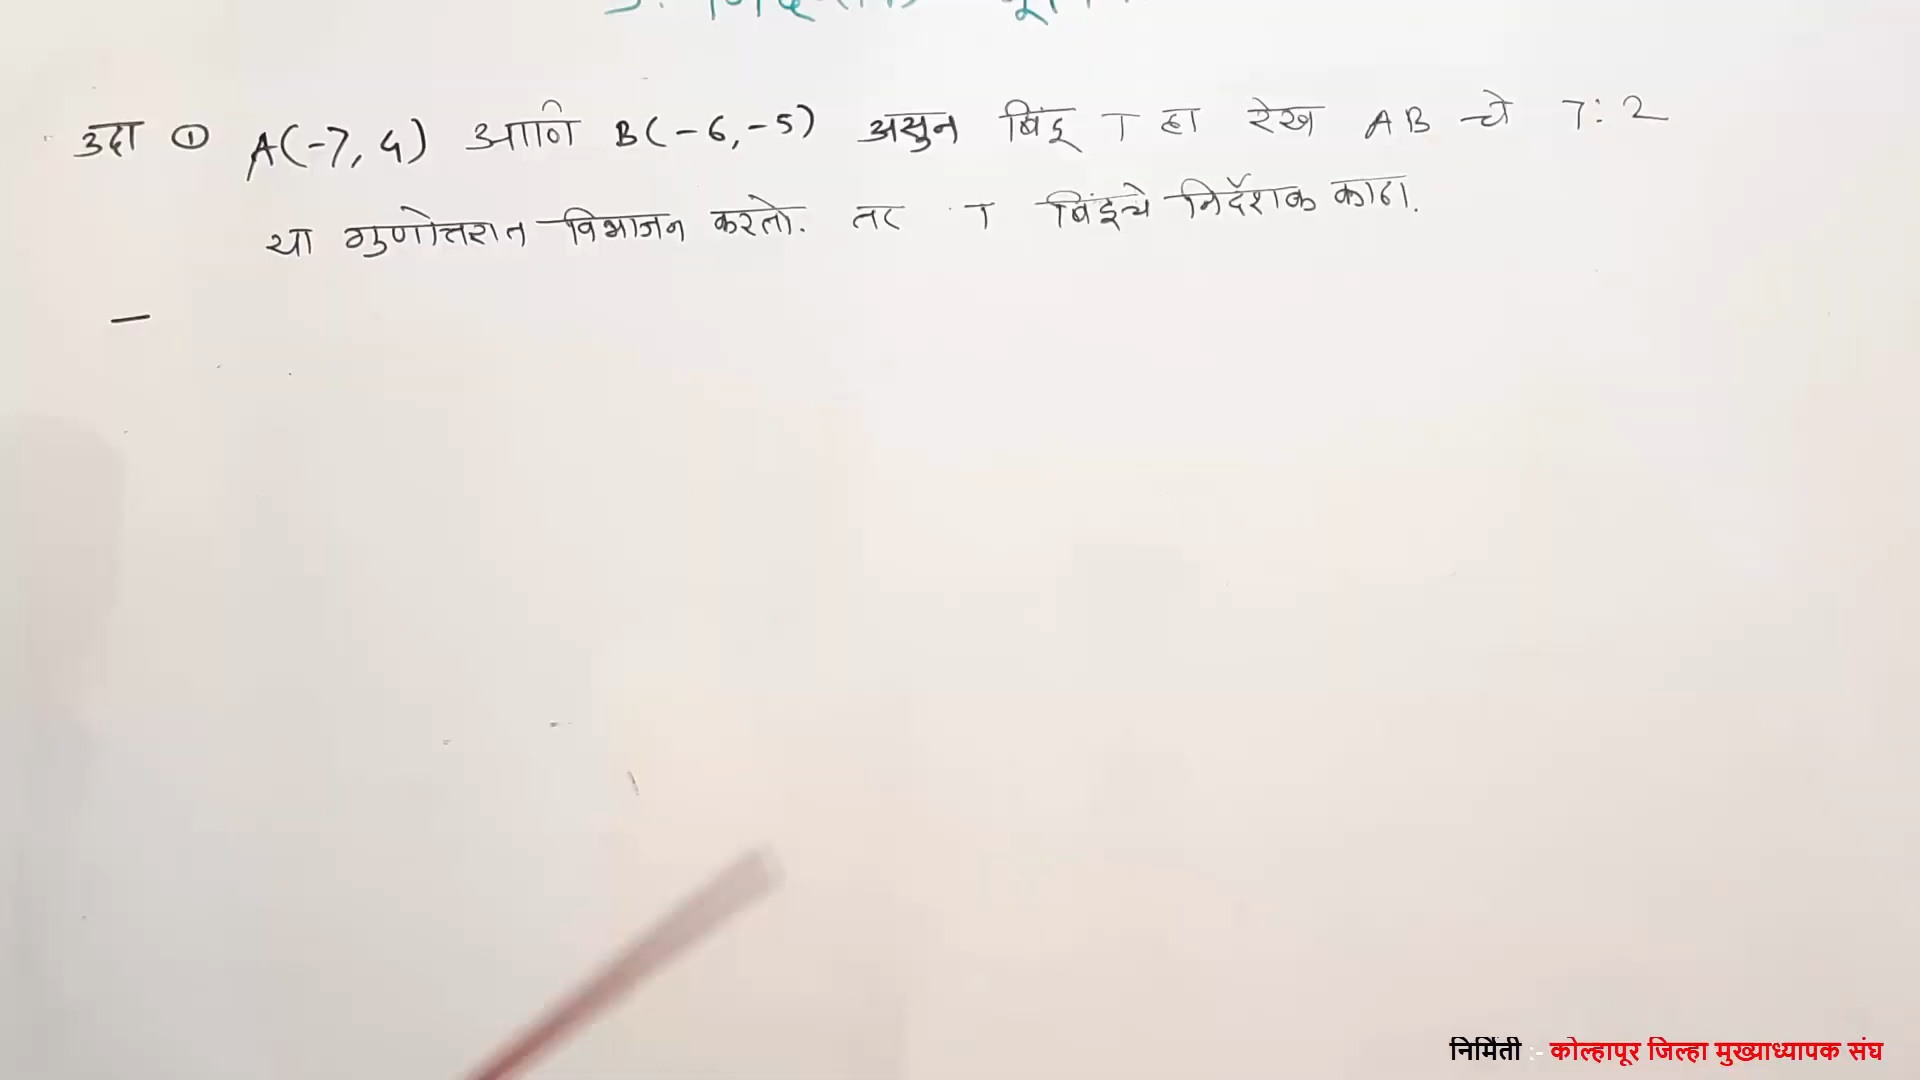 उदा ① A(-7, 4) आणि B(-6,-5) असुन बिंदू T हा रेख AB चे 7:2
या गुणोत्तरात विभाजन करतो. तर T बिंदूचे निर्देशक काढा.
निर्मिती :- कोल्हापूर जिल्हा मुख्याध्यापक संघ